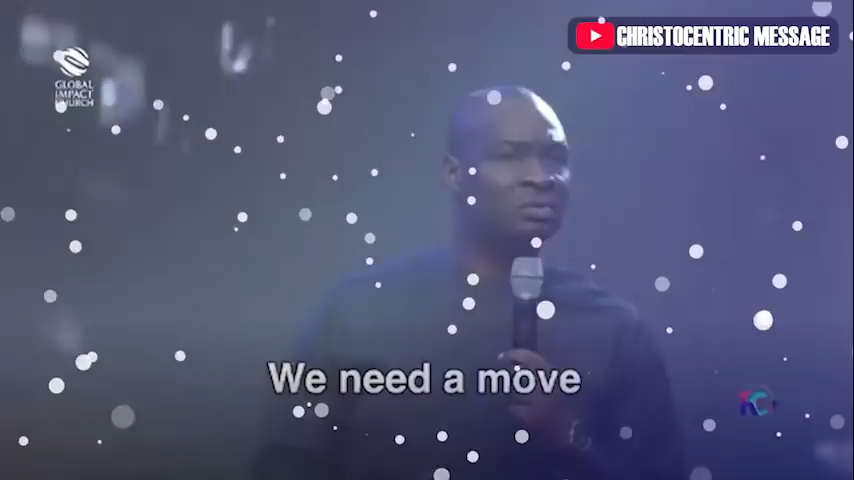 CHRISTOCENTRIC MESSAGE
GLOBAL
IMPACT
CHURCH
We need a move